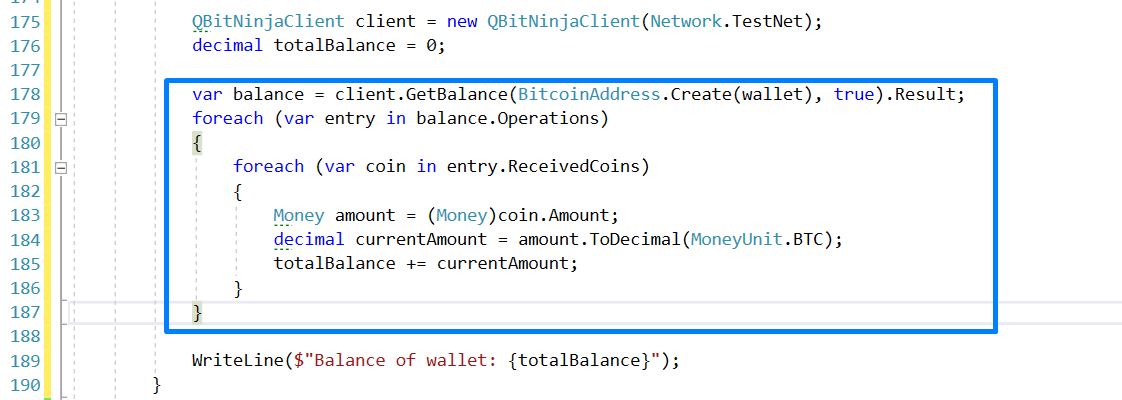 175 QBitNinjaClient client = new QBitNinjaClient(Network.TestNet);
176 decimal totalBalance = 0;
177
178 var balance = client.GetBalance(BitcoinAddress.Create(wallet), true).Result;
179 foreach (var entry in balance.Operations)
180 {
181 foreach (var coin in entry.ReceivedCoins)
182 {
183 Money amount = (Money)coin.Amount;
184 decimal currentAmount = amount.ToDecimal(MoneyUnit.BTC);
185 totalBalance += currentAmount;
186 }
187 }
188
189 WriteLine($"Balance of wallet: {totalBalance}");
190 }